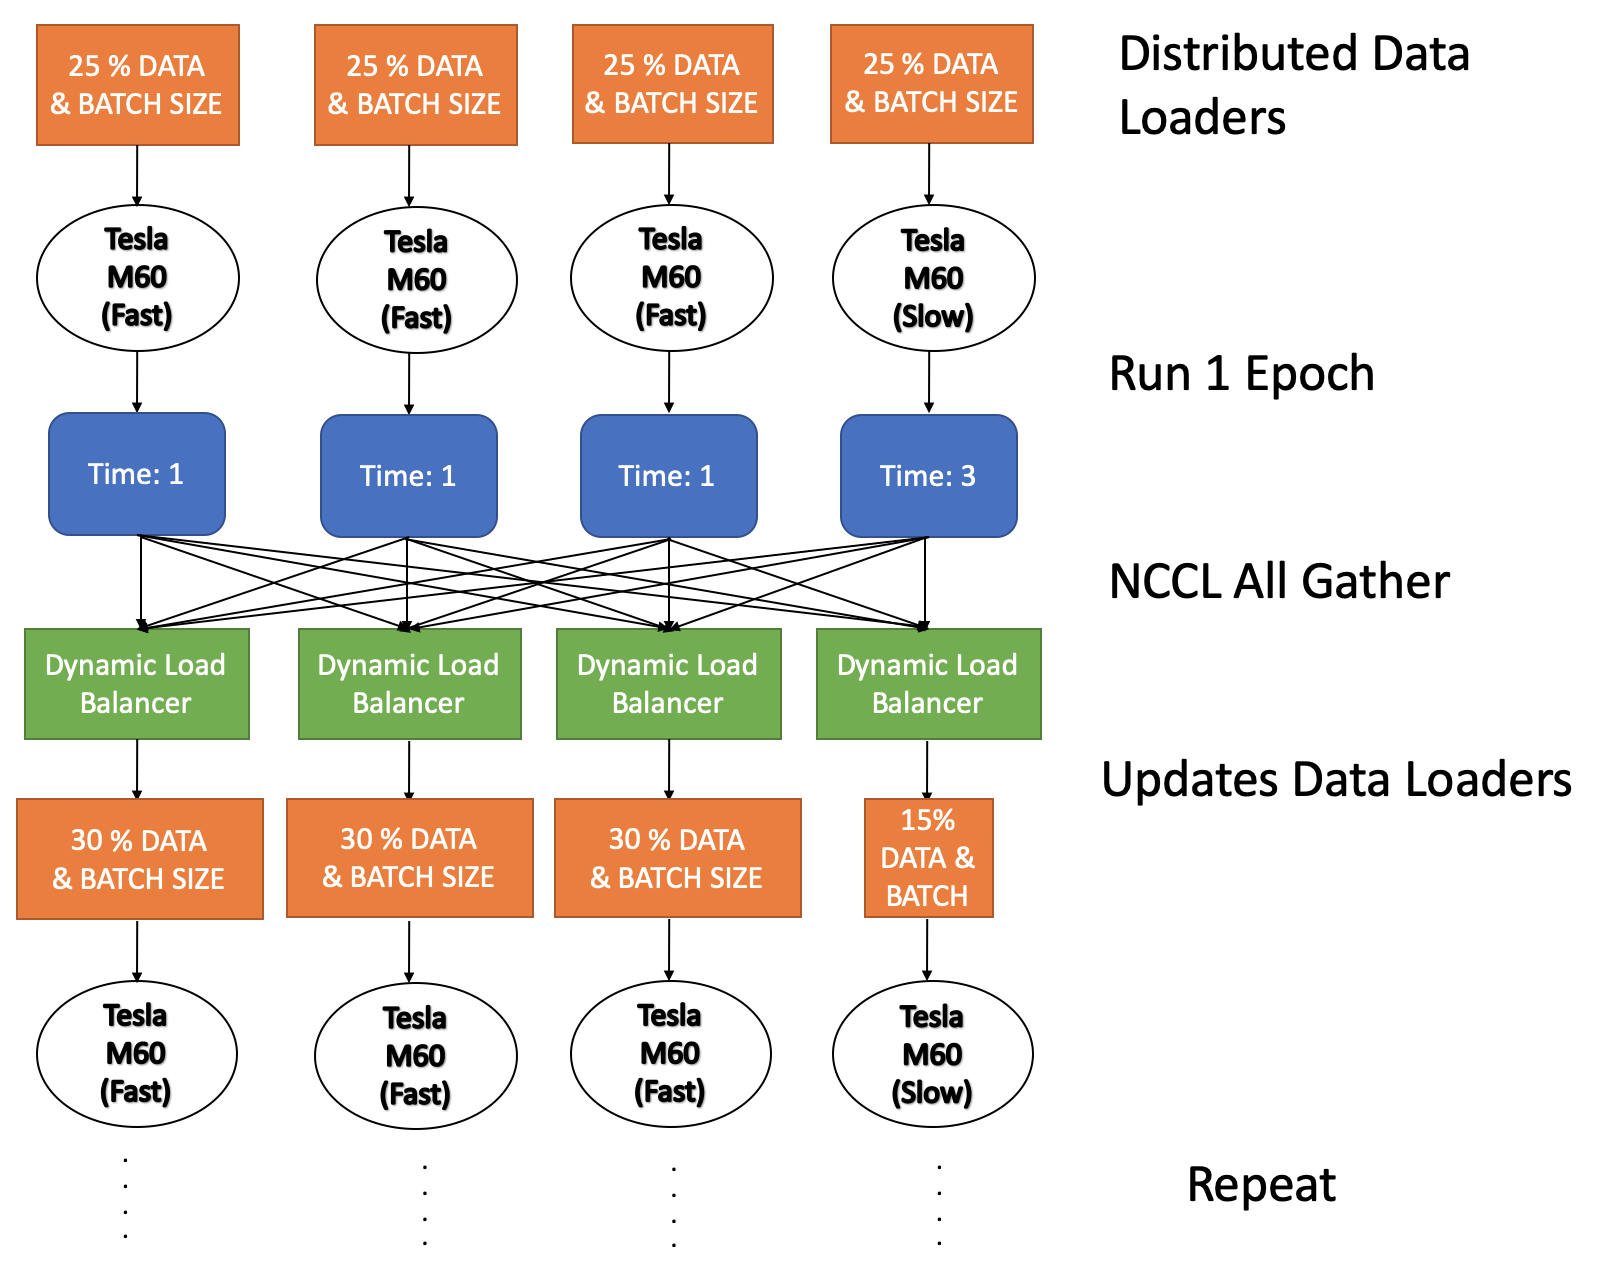 25 % DATA
& BATCH SIZE
25 % DATA
& BATCH SIZE
25 % DATA
& BATCH SIZE
25 % DATA
& BATCH SIZE
Distributed Data
Loaders
Tesla
M60
(Fast)
Tesla
M60
(Fast)
Tesla
M60
(Fast)
Tesla
M60
(Slow)
Run 1 Epoch
Time: 1
Time: 1
Time: 1
Time: 3
NCCL All Gather
Dynamic Load
Balancer
Dynamic Load
Balancer
Dynamic Load
Balancer
Dynamic Load
Balancer
Updates Data Loaders
30 % DATA
& BATCH SIZE
30 % DATA
& BATCH SIZE
30 % DATA
& BATCH SIZE
15%
DATA &
BATCH
Tesla
M60
(Fast)
Tesla
M60
(Fast)
Tesla
M60
(Fast)
Tesla
M60
(Slow)
Repeat